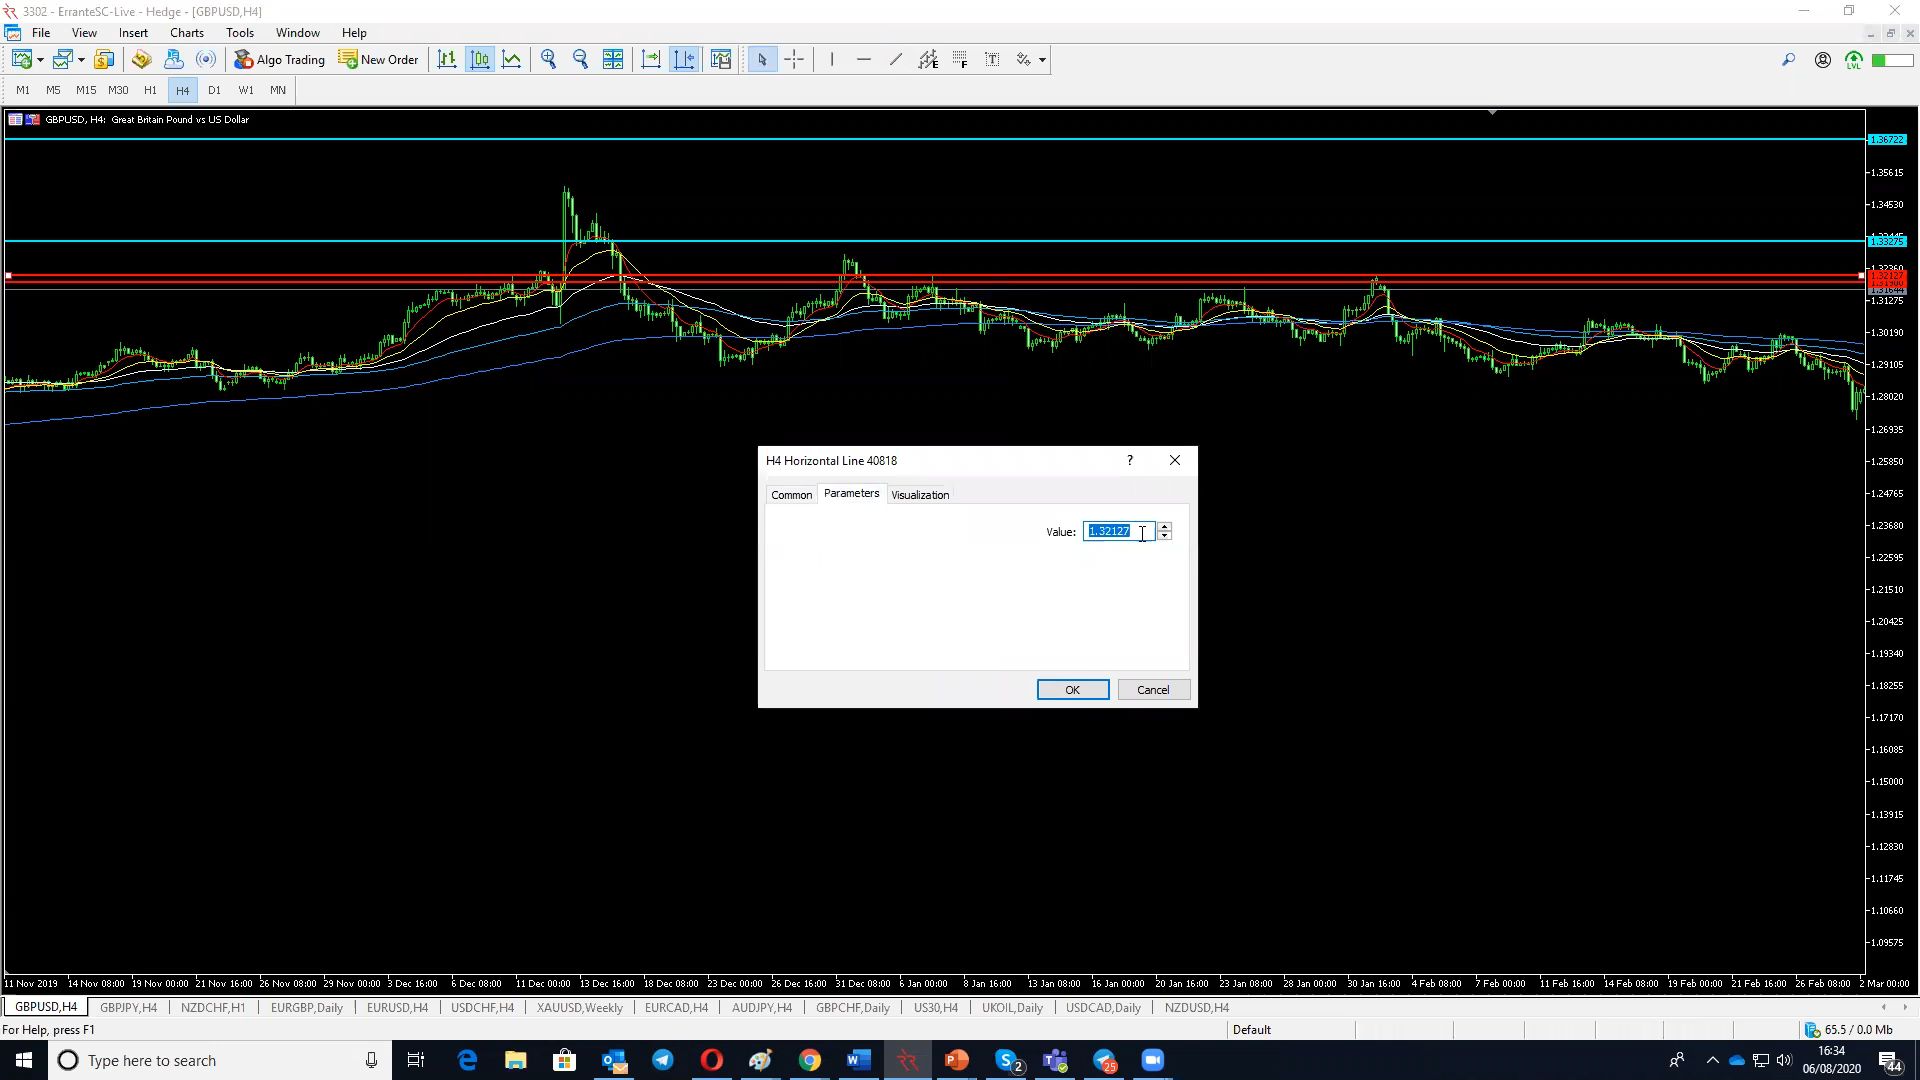 3302 - ErranteSC-Live - Hedge - [GBPUSD,H4]
File View Insert Charts Tools Window Help
Algo Trading New Order
LVL
M1 M5 M15 M30 H1 H4 D1 W1 MN
GBPUSD, H4: Great Britain Pound vs US Dollar
1.36722
1.35615
1.34530
1.33275
1.32127
1.31275
1.30190
1.29105
1.28020
1.26935
1.25850
1.24765
1.23680
1.22595
1.21510
1.20425
1.19340
1.18255
1.17170
1.16085
1.15000
1.13915
1.12830
1.11745
1.10660
1.09575
H4 Horizontal Line 40818 ?
Common Parameters Visualization
Value: 1.32127
OK Cancel
11 Nov 2019 14 Nov 08:00 19 Nov 00:00 21 Nov 16:00 26 Nov 08:00 29 Nov 00:00 3 Dec 16:00 6 Dec 08:00 11 Dec 00:00 13 Dec 16:00 18 Dec 08:00 23 Dec 00:00 26 Dec 16:00 31 Dec 08:00 6 Jan 00:00 8 Jan 16:00 13 Jan 08:00 16 Jan 00:00 20 Jan 16:00 23 Jan 08:00 28 Jan 00:00 30 Jan 16:00 4 Feb 08:00 7 Feb 00:00 11 Feb 16:00 14 Feb 08:00 19 Feb 00:00 21 Feb 16:00 26 Feb 08:00 2 Mar 00:00
GBPUSD,H4 GBPJPY,H4 NZDCHF,H1 EURGBP,Daily EURUSD,H4 USDCHF,H4 XAUUSD,Weekly EURCAD,H4 AUDJPY,H4 GBPCHF,Daily US30,H4 UKOIL,Daily USDCAD,Daily NZDUSD,H4
For Help, press F1 Default 65.5 / 0.0 Mb
Type here to search
2
25
16:34
06/08/2020
44